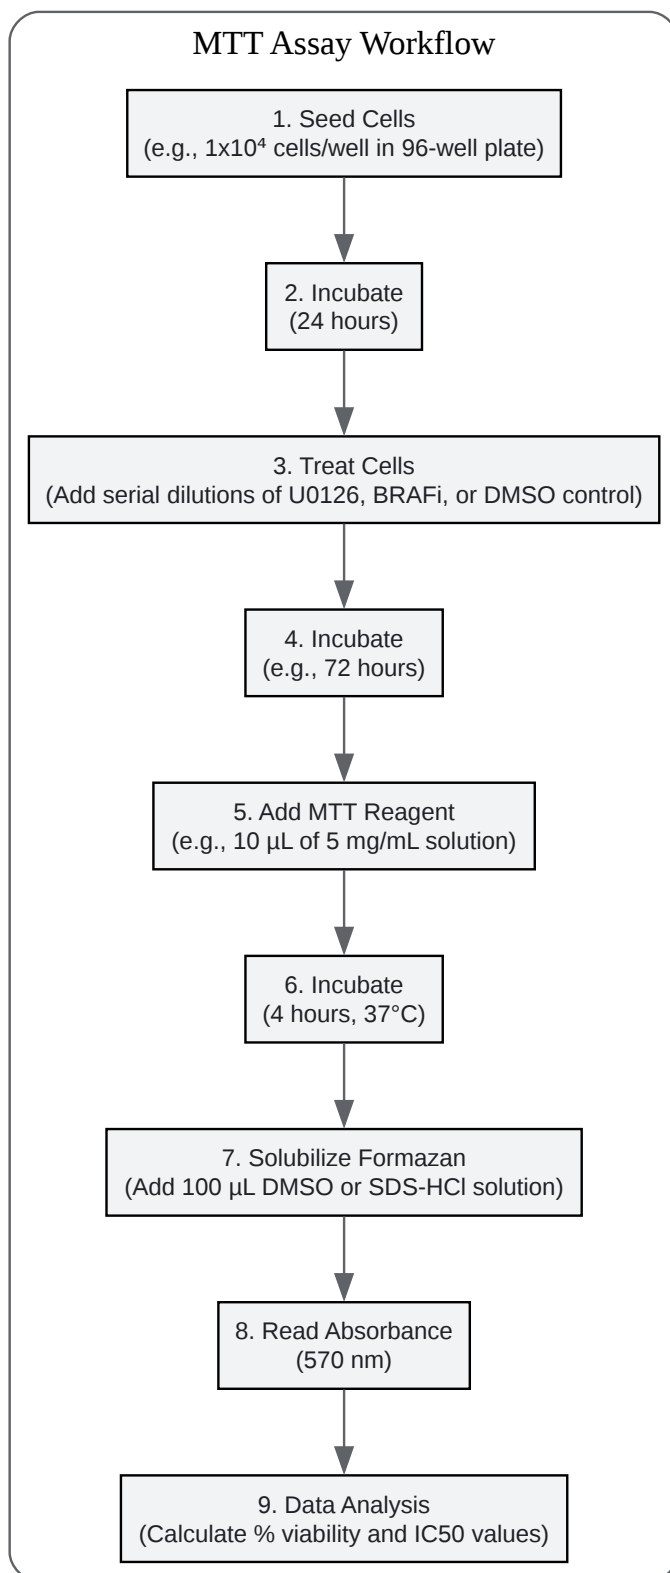 MTT Assay Workflow
1. Seed Cells
(e.g., 1x10⁴ cells/well in 96-well plate)
2. Incubate
(24 hours)
3. Treat Cells
(Add serial dilutions of U0126, BRAFi, or DMSO control)
4. Incubate
(e.g., 72 hours)
5. Add MTT Reagent
(e.g., 10 µL of 5 mg/mL solution)
6. Incubate
(4 hours, 37°C)
7. Solubilize Formazan
(Add 100 µL DMSO or SDS-HCl solution)
8. Read Absorbance
(570 nm)
9. Data Analysis
(Calculate % viability and IC50 values)